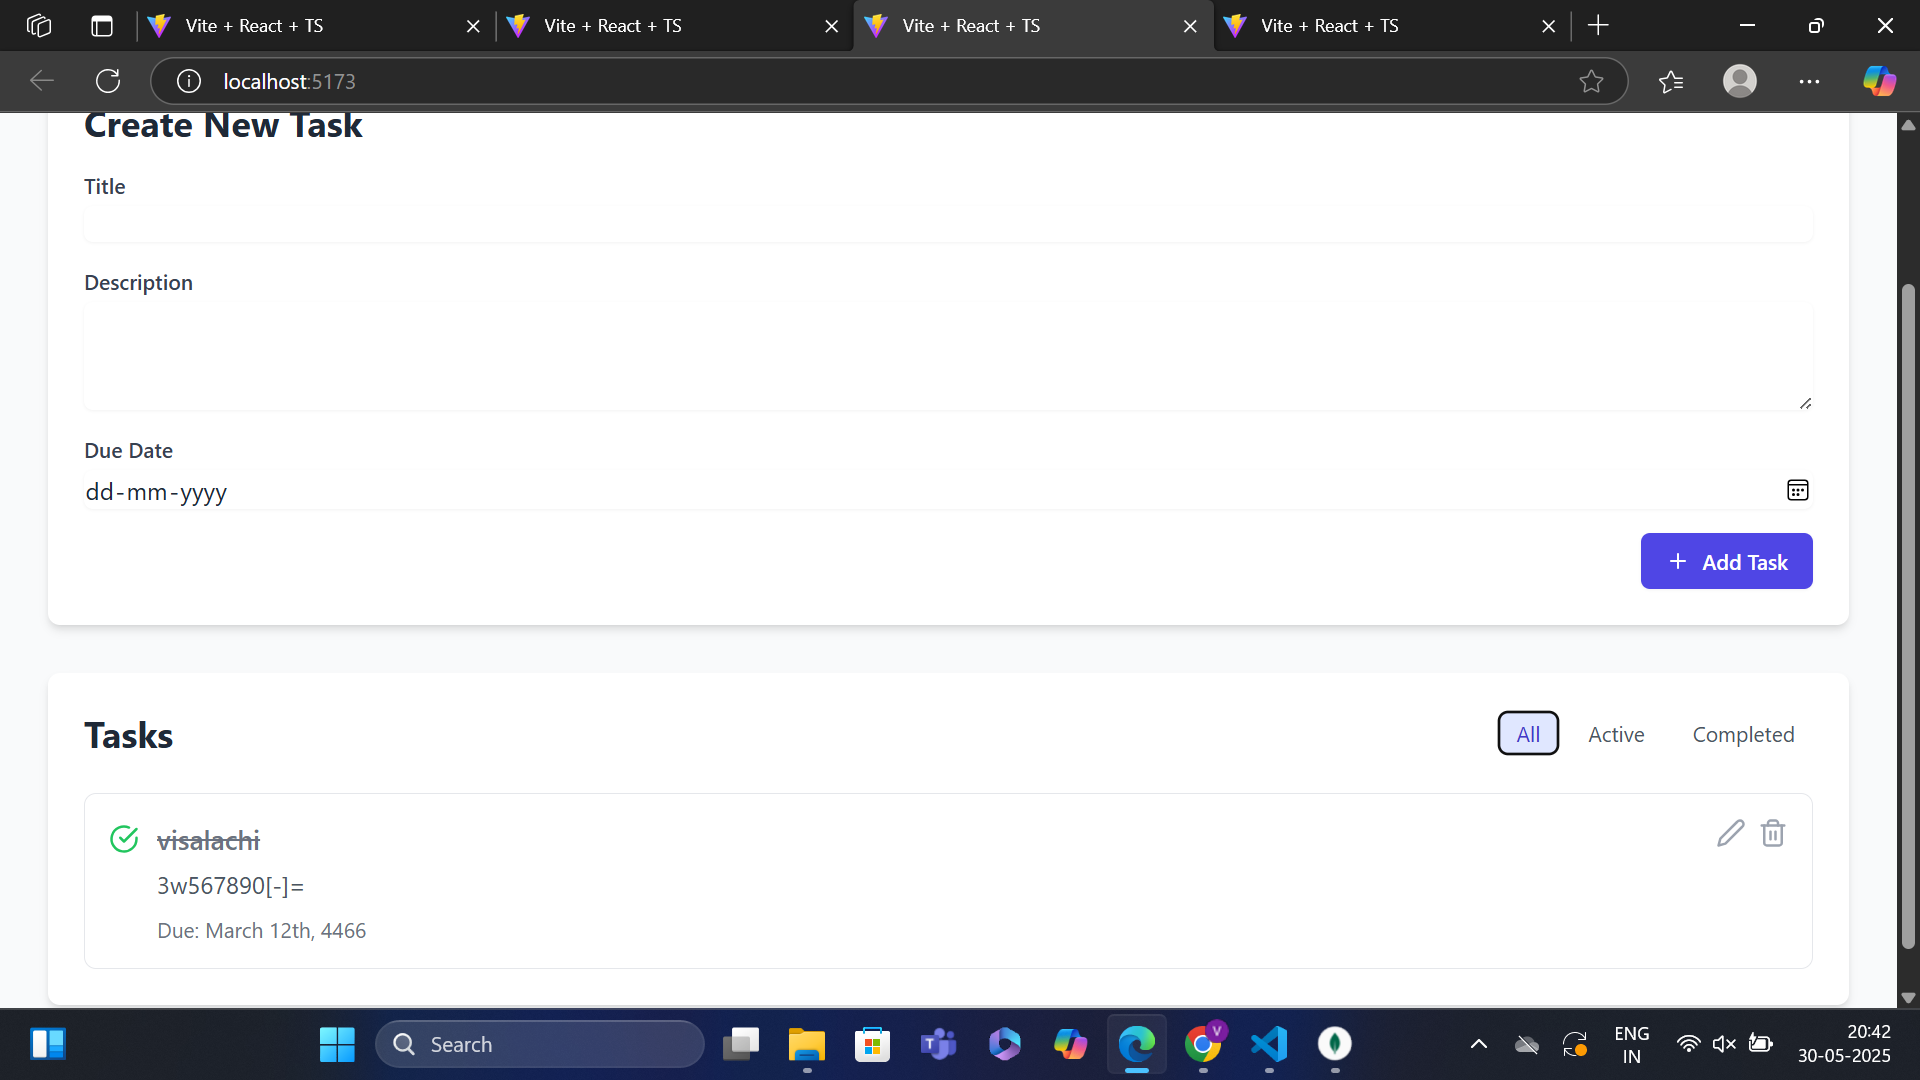 Vite + React + TS
Vite + React + TS
Vite + React + TS
Vite + React + TS
localhost:5173
Create New Task
Title
Description
Due Date
dd-mm-yyyy
+ Add Task
Tasks
All
Active
Completed
visalachi
3w567890[-]=
Due: March 12th, 4466
Search
V
ENG
IN
20:42
30-05-2025